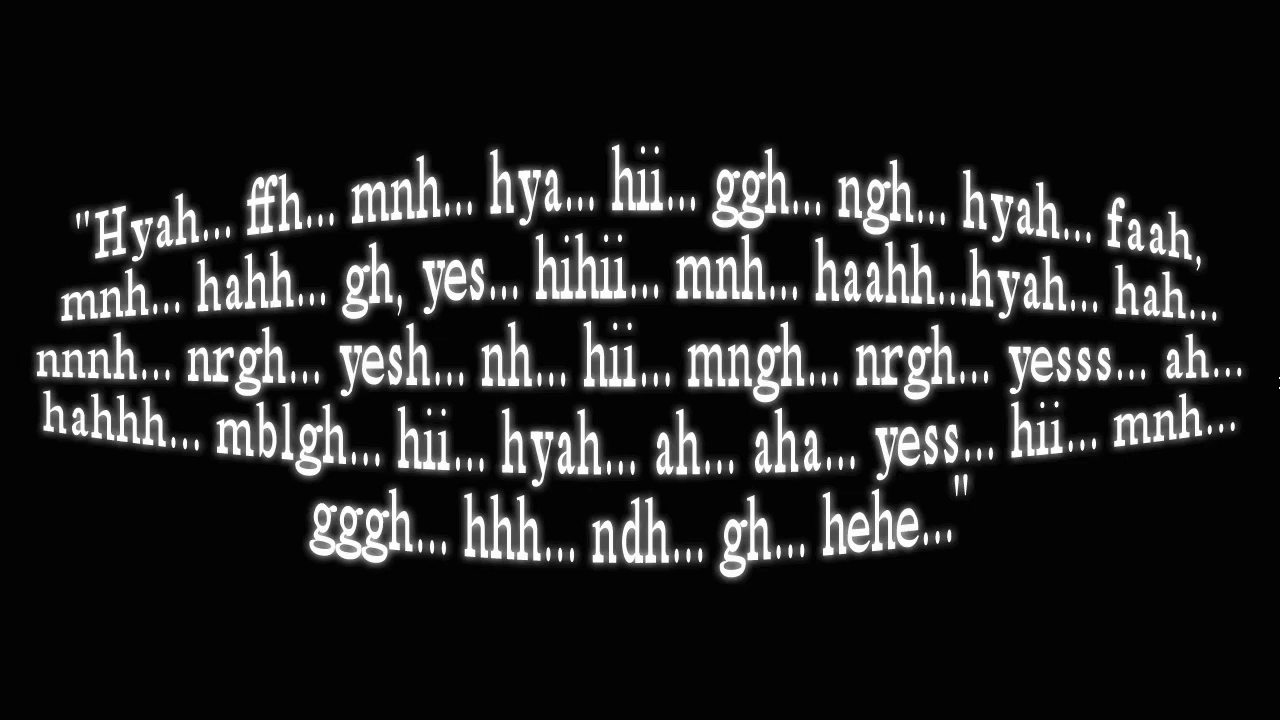 "Hyah... ffh... mnh... hya... hii... ggh... ngh... hyah... faah,
mnh... hahh... gh, yes... hihii... mnh... haahh...hyah... hah...
nnnh... nrgh... yesh... nh... hii... mngh... nrgh... yesss... ah...
hahhh... mblgh... hii... hyah... ah... aha... yess... hii... mnh...
gggh... hhh... ndh... gh... hehe..."